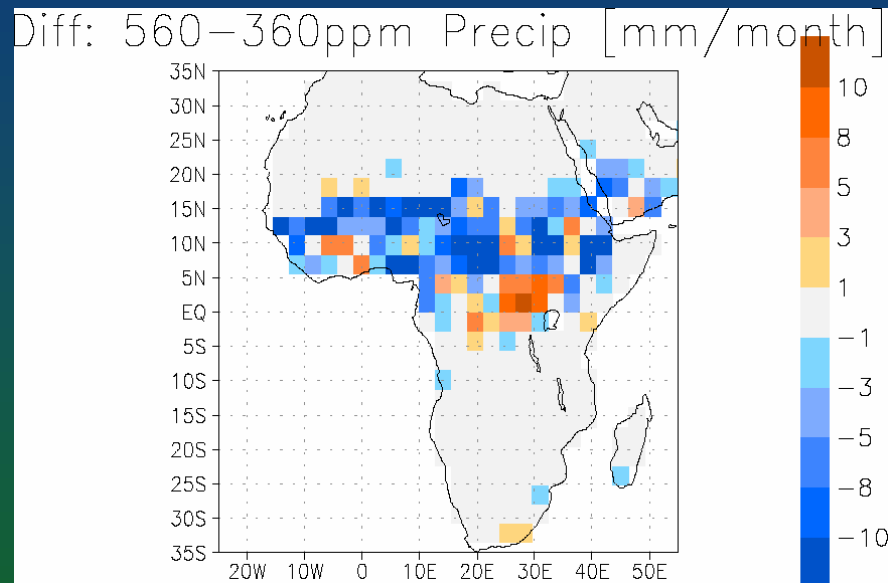 Diff: 560-360ppm Precip [mm/month]
35N
30N
25N
20N
15N
10N
5N
EQ
5S
10S
15S
20S
25S
30S
35S
20W 10W 0 10E 20E 30E 40E 50E
10
8
5
3
1
-1
-3
-5
-8
-10